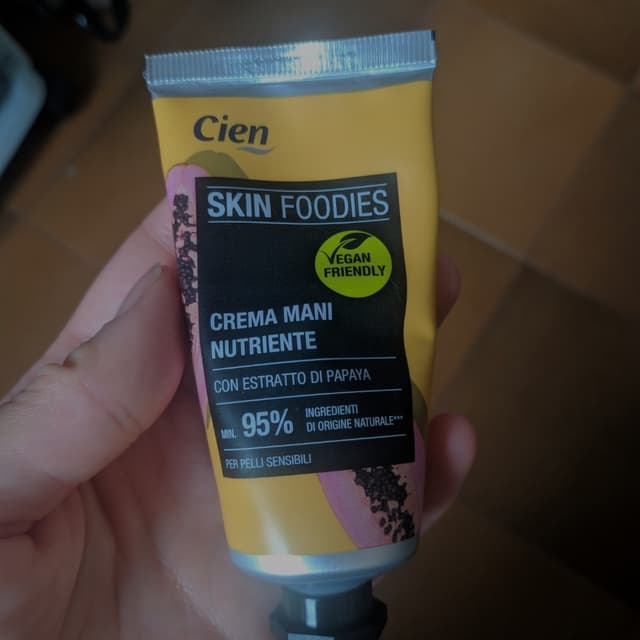 Cien
SKIN FOODIES
VEGAN
FRIENDLY
CREMA MANI
NUTRIENTE
CON ESTRATTO DI PAPAYA
MIN. 95% INGREDIENTI
DI ORIGINE NATURALE***
PER PELLI SENSIBILI